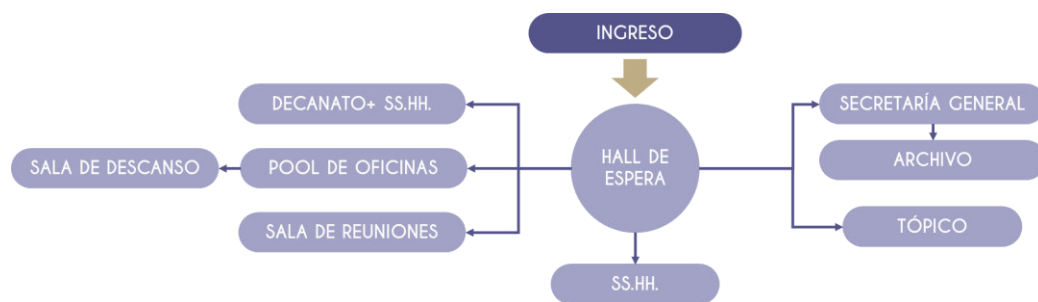 INGRESO
DECANATO+ SS.HH.
SECRETARÍA GENERAL
SALA DE DESCANSO
POOL DE OFICINAS
HALL DE
ESPERA
ARCHIVO
SALA DE REUNIONES
TÓPICO
SS.HH.